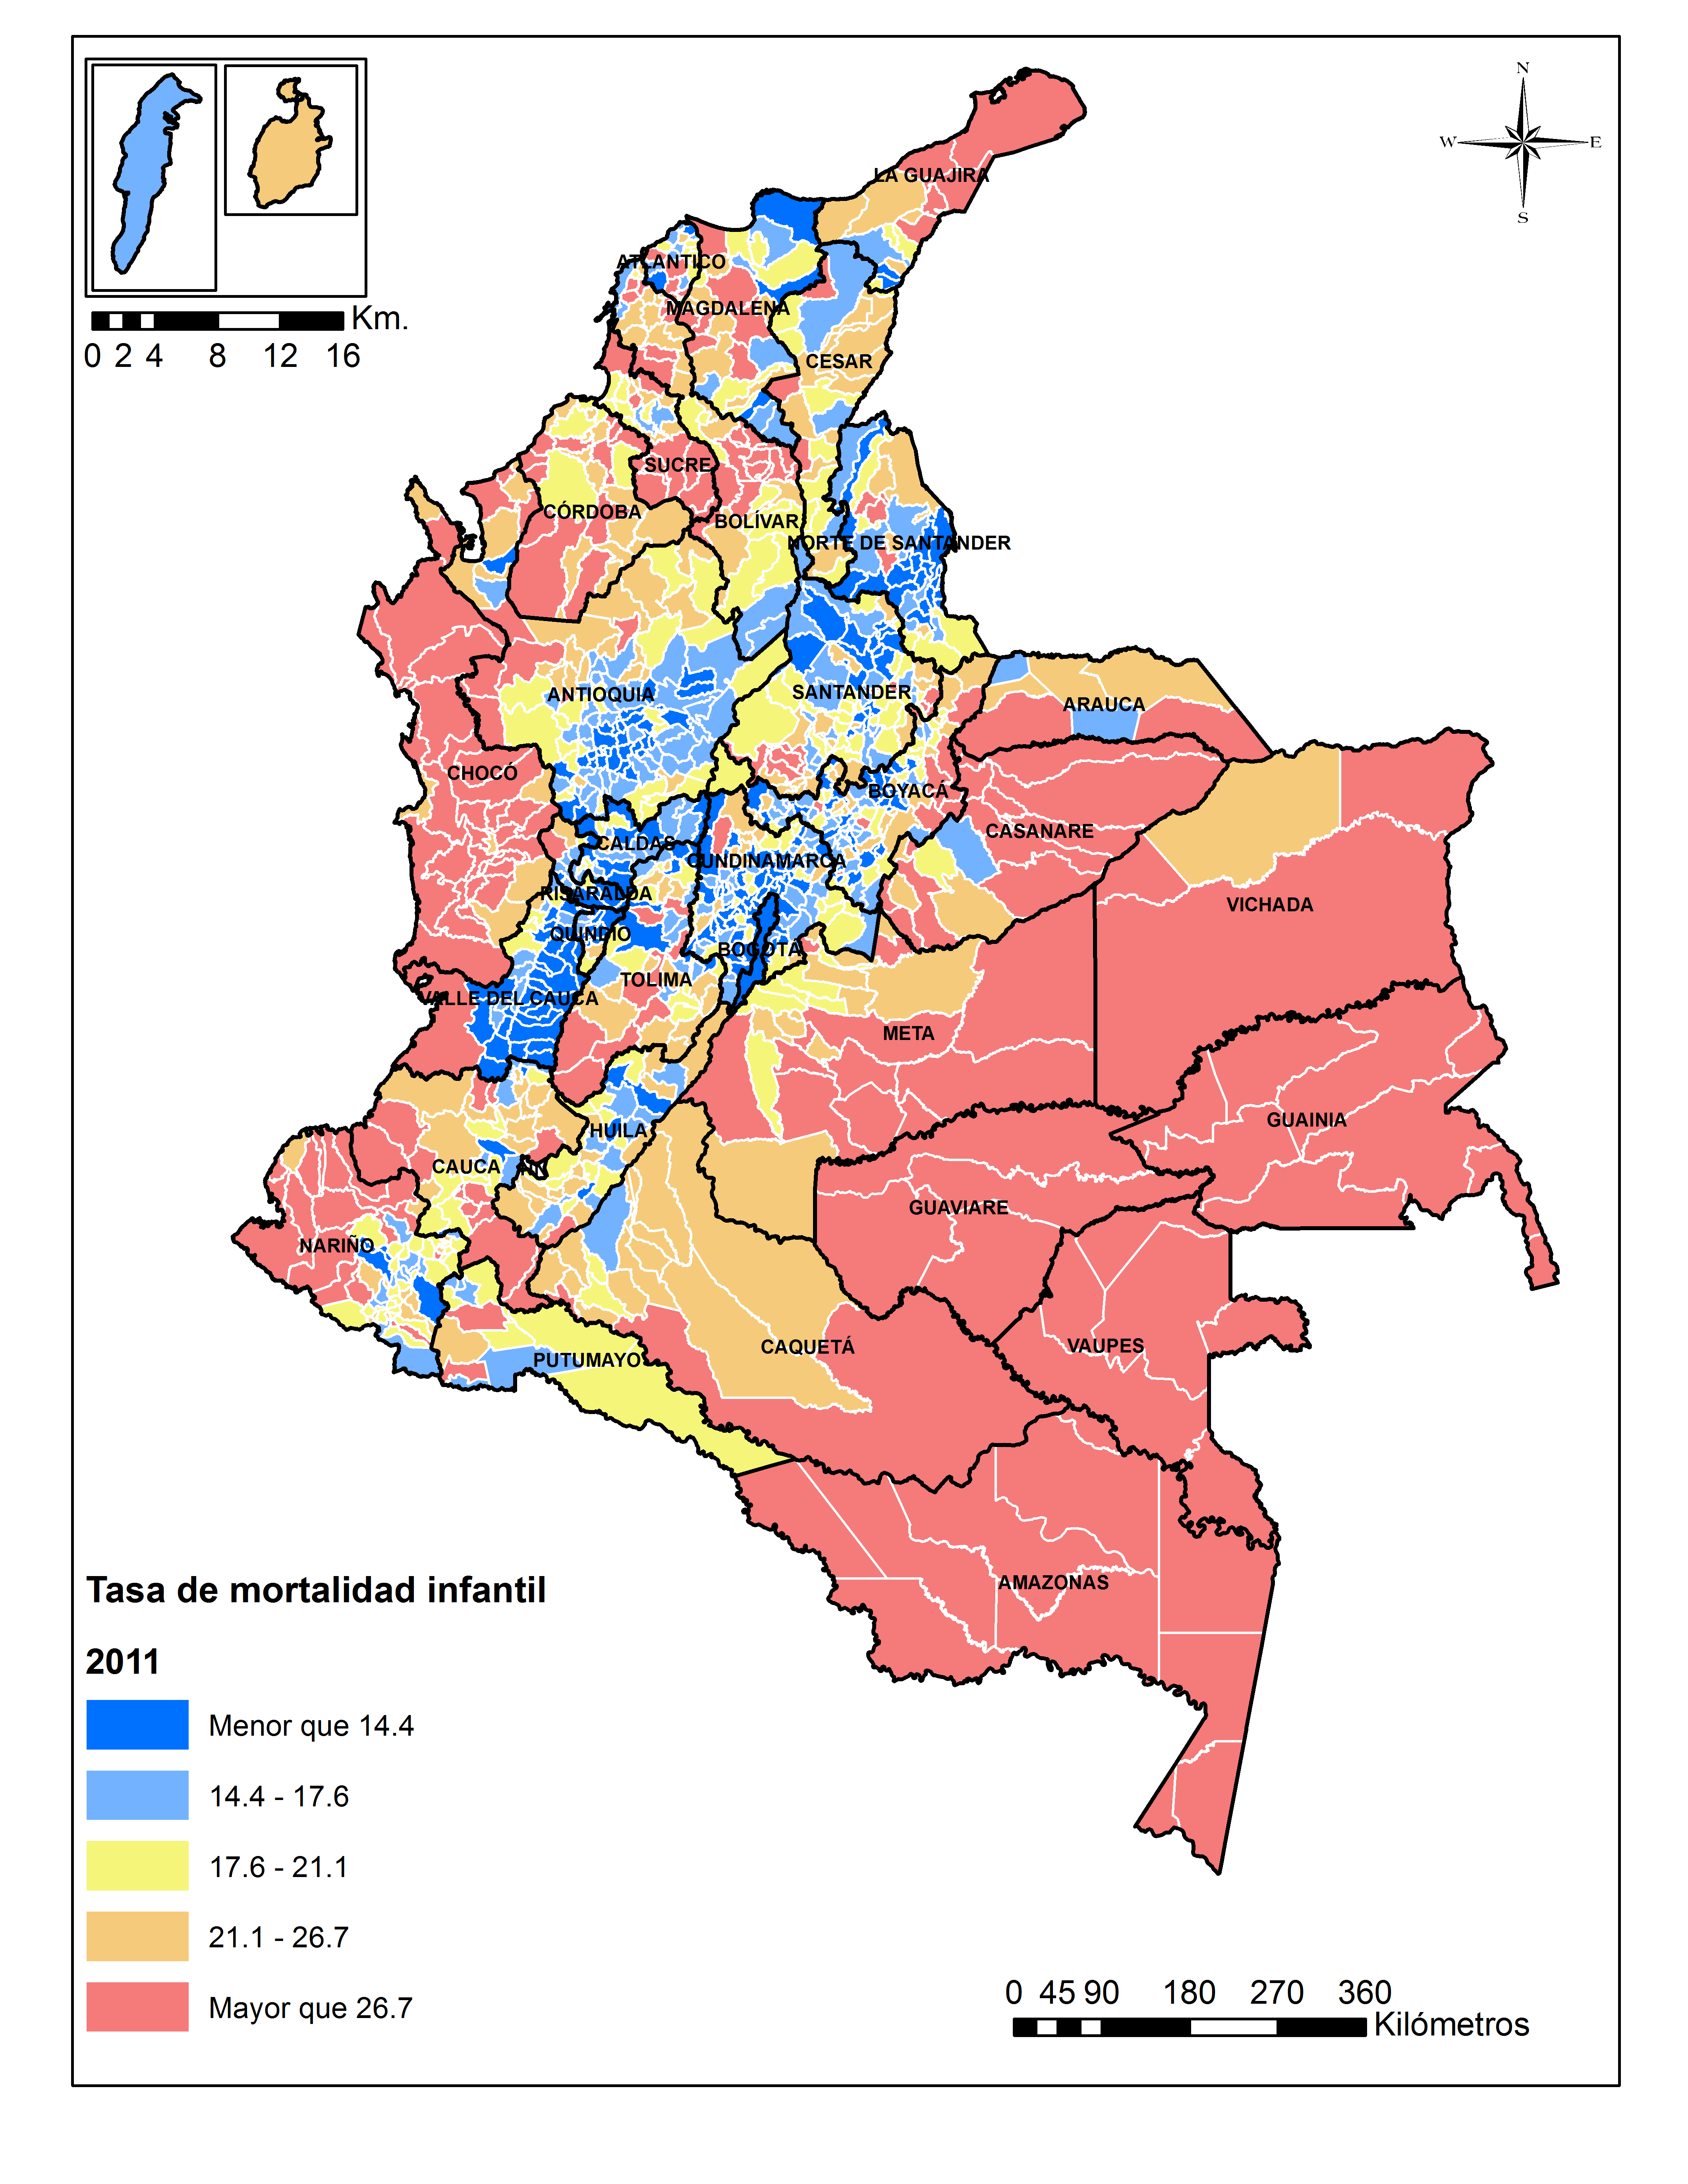 N
W
E
S
Km.
0 2 4 8 12 16
LA GUAJIRA
ATLANTICO
MAGDALENA
CESAR
SUCRE
CÓRDOBA
BOLÍVAR
NORTE DE SANTANDER
ANTIOQUIA
SANTANDER
ARAUCA
CHOCÓ
BOYACÁ
CASANARE
CALDAS
CUNDINAMARCA
RISARALDA
VICHADA
QUINDIO
BOGOTÁ
TOLIMA
VALLE DEL CAUCA
META
GUAINIA
HUILA
CAUCA
NN
GUAVIARE
NARIÑO
CAQUETÁ
VAUPES
PUTUMAYO
AMAZONAS
Tasa de mortalidad infantil
2011
Menor que 14.4
14.4 - 17.6
17.6 - 21.1
21.1 - 26.7
Mayor que 26.7
0 45 90 180 270 360
Kilómetros